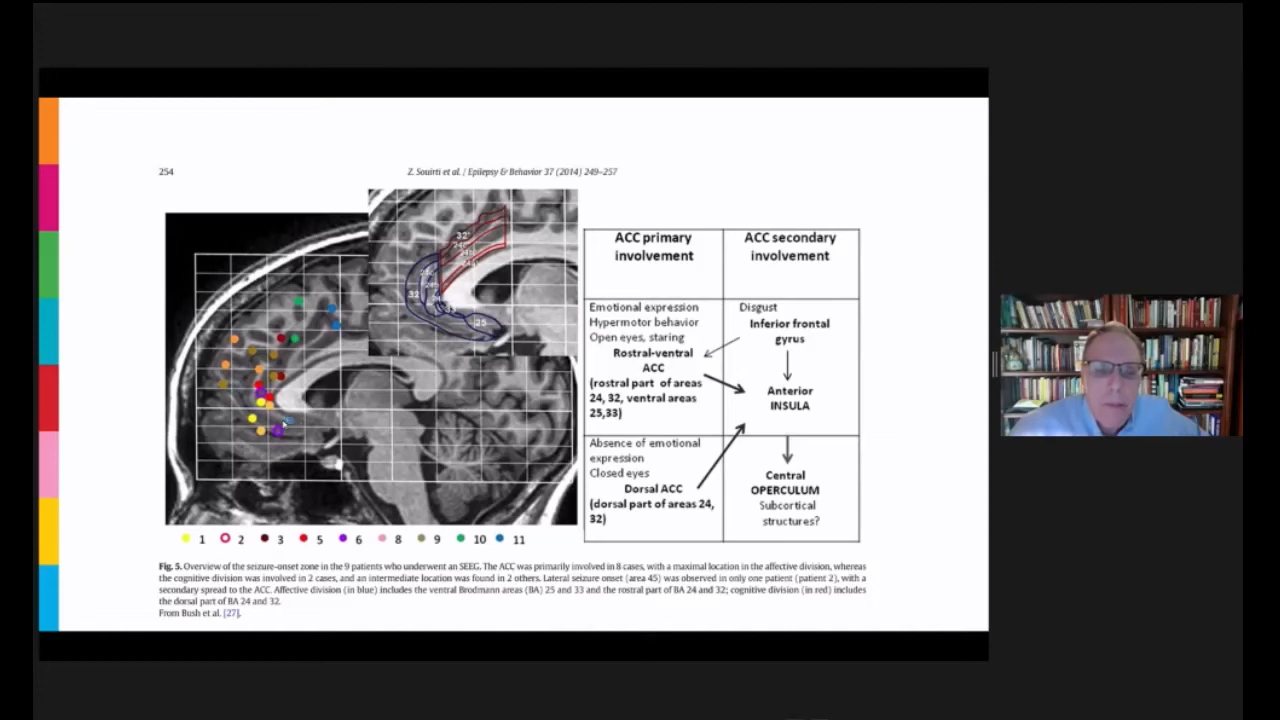 254
Z. Souirti et al. / Epilepsy & Behavior 37 (2014) 249–257
32'
32
25
ACC primary involvement
ACC secondary involvement
Emotional expression
Hypermotor behavior
Open eyes, staring
Rostral-ventral
ACC
(rostral part of areas
24, 32, ventral areas
25,33)
Disgust
Inferior frontal
gyrus
Anterior
INSULA
Absence of emotional
expression
Closed eyes
Dorsal ACC
(dorsal part of areas 24,
32)
Central
OPERCULUM
Subcortical
structures?
1 2 3 5 6 8 9 10 11
Fig. 5. Overview of the seizure-onset zone in the 9 patients who underwent an SEEG. The ACC was primarily involved in 8 cases, with a maximal location in the affective division, whereas
the cognitive division was involved in 2 cases, and an intermediate location was found in 2 others. Lateral seizure onset (area 45) was observed in only one patient (patient 2), with a
secondary spread to the ACC. Affective division (in blue) includes the ventral Brodmann areas (BA) 25 and 33 and the rostral part of BA 24 and 32; cognitive division (in red) includes
the dorsal part of BA 24 and 32.
From Bush et al. [27].